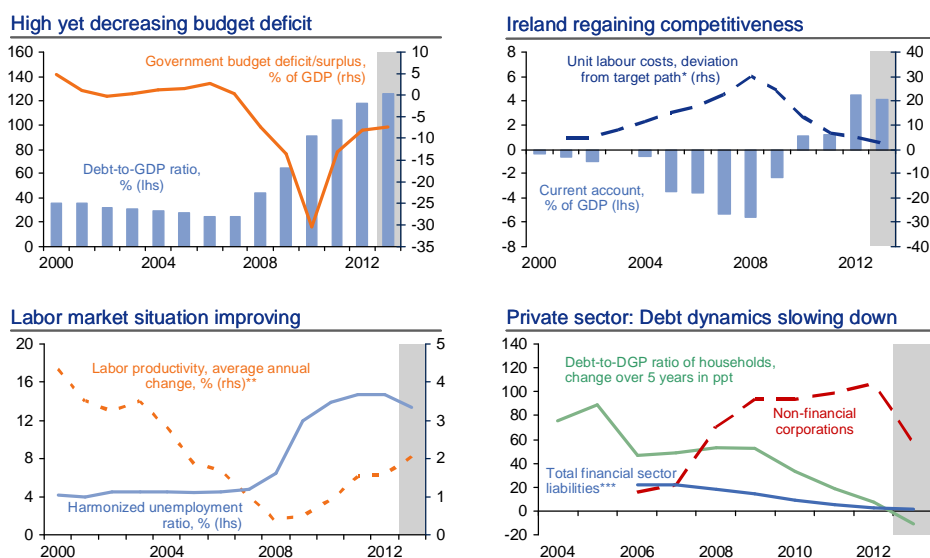 High yet decreasing budget deficit
160
140
120
100
80
60
40
20
0
10
5
0
-5
-10
-15
-20
-25
-30
-35
Government budget deficit/surplus,
% of GDP (rhs)
Debt-to-GDP ratio,
% (lhs)
2000 2004 2008 2012
Ireland regaining competitiveness
8
6
4
2
0
-2
-4
-6
-8
40
30
20
10
0
-10
-20
-30
-40
Unit labour costs, deviation
from target path* (rhs)
Current account,
% of GDP (lhs)
2000 2004 2008 2012
Labor market situation improving
20
16
12
8
4
0
5
4
3
2
1
0
Labor productivity, average annual
change, % (rhs)**
Harmonized unemployment
ratio, % (lhs)
2000 2004 2008 2012
Private sector: Debt dynamics slowing down
140
120
100
80
60
40
20
0
-20
Debt-to-DGP ratio of households,
change over 5 years in ppt
Non-financial
corporations
Total financial sector
liabilities***
2004 2006 2008 2010 2012